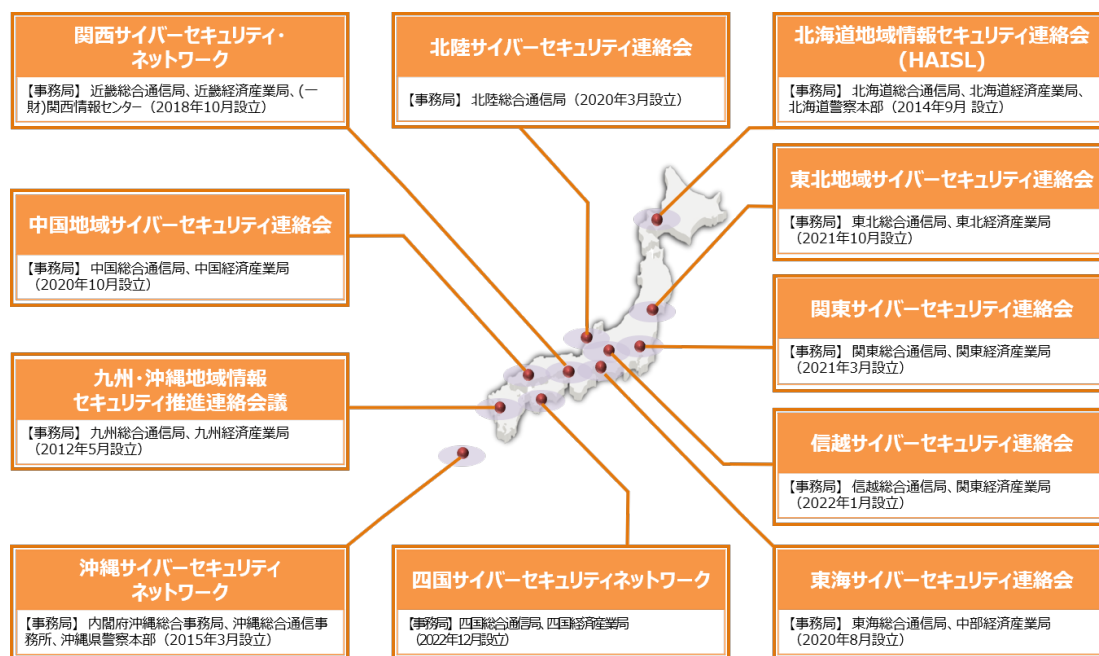 関西サイバーセキュリティ・
ネットワーク
【事務局】 近畿総合通信局、近畿経済産業局、(一
財)関西情報センター（2018年10月設立）
北陸サイバーセキュリティ連絡会
【事務局】 北陸総合通信局（2020年3月設立）
北海道地域情報セキュリティ連絡会
(HAISL)
【事務局】 北海道総合通信局、北海道経済産業局、
北海道警察本部（2014年9月 設立）
東北地域サイバーセキュリティ連絡会
【事務局】 東北総合通信局、東北経済産業局
（2021年10月設立）
中国地域サイバーセキュリティ連絡会
【事務局】 中国総合通信局、中国経済産業局
（2020年10月設立）
関東サイバーセキュリティ連絡会
【事務局】 関東総合通信局、関東経済産業局
（2021年3月設立）
九州・沖縄地域情報
セキュリティ推進連絡会議
【事務局】 九州総合通信局、九州経済産業局
（2012年5月設立）
信越サイバーセキュリティ連絡会
【事務局】 信越総合通信局、関東経済産業局
（2022年1月設立）
沖縄サイバーセキュリティ
ネットワーク
【事務局】 内閣府沖縄総合事務局、沖縄総合通信事
務所、沖縄県警察本部（2015年3月設立）
四国サイバーセキュリティネットワーク
【事務局】 四国総合通信局、四国経済産業局
（2022年12月設立）
東海サイバーセキュリティ連絡会
【事務局】 東海総合通信局、中部経済産業局
（2020年8月設立）